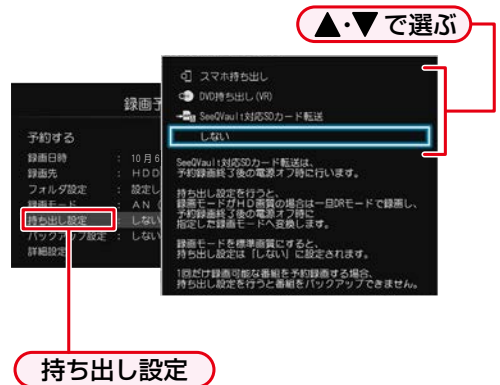 ▲・▼で選ぶ
スマホ持ち出し
DVD持ち出し(VR)
SeeQVault対応SDカード転送
しない
録画予
予約する
録画日時 : 10月6
録画先 : HDD
フォルダ設定 : 設定し
録画モード : AN(
持ち出し設定 : しない
バックアップ設定 : しない
詳細設定
SeeQVault対応SDカード転送は、
予約録画終了後の電源オフ時に行います。
持ち出し設定を行うと、
録画モードがHD画質の場合は一旦DRモードで録画し、
予約録画終了後の電源オフ時に
指定した録画モードへ変換します。
録画モードを標準画質にすると、
持ち出し設定は「しない」に設定されます。
1回だけ録画可能な番組を予約録画する場合、
持ち出し設定を行うと番組をバックアップできません。
持ち出し設定